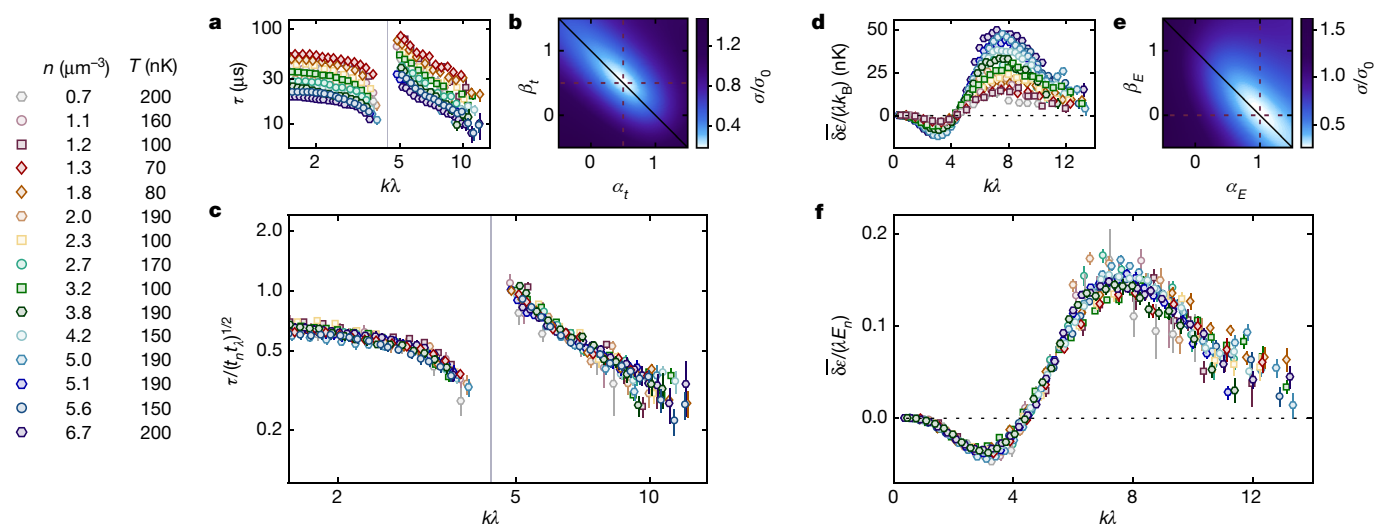 n (μm⁻³) T (nK)
0.7 200
1.1 160
1.2 100
1.3 70
1.8 80
2.0 190
2.3 100
2.7 170
3.2 100
3.8 190
4.2 150
5.0 190
5.1 190
5.6 150
6.7 200
a
100
30
10
τ (μs)
2 5 10
kλ
b
1
0
β_t
0 1
α_t
1.2
0.8
0.4
σ/σ₀
c
2.0
1.0
0.5
0.2
τ/(t_n t_λ)^1/2
2 5 10
kλ
d
50
25
0
δε/(λk_B) (nK)
0 4 8 12
kλ
e
1
0
β_E
0 1
α_E
1.5
1.0
0.5
σ/σ₀
f
0.2
0.1
0.0
δε/(λE_n)
0 4 8 12
kλ